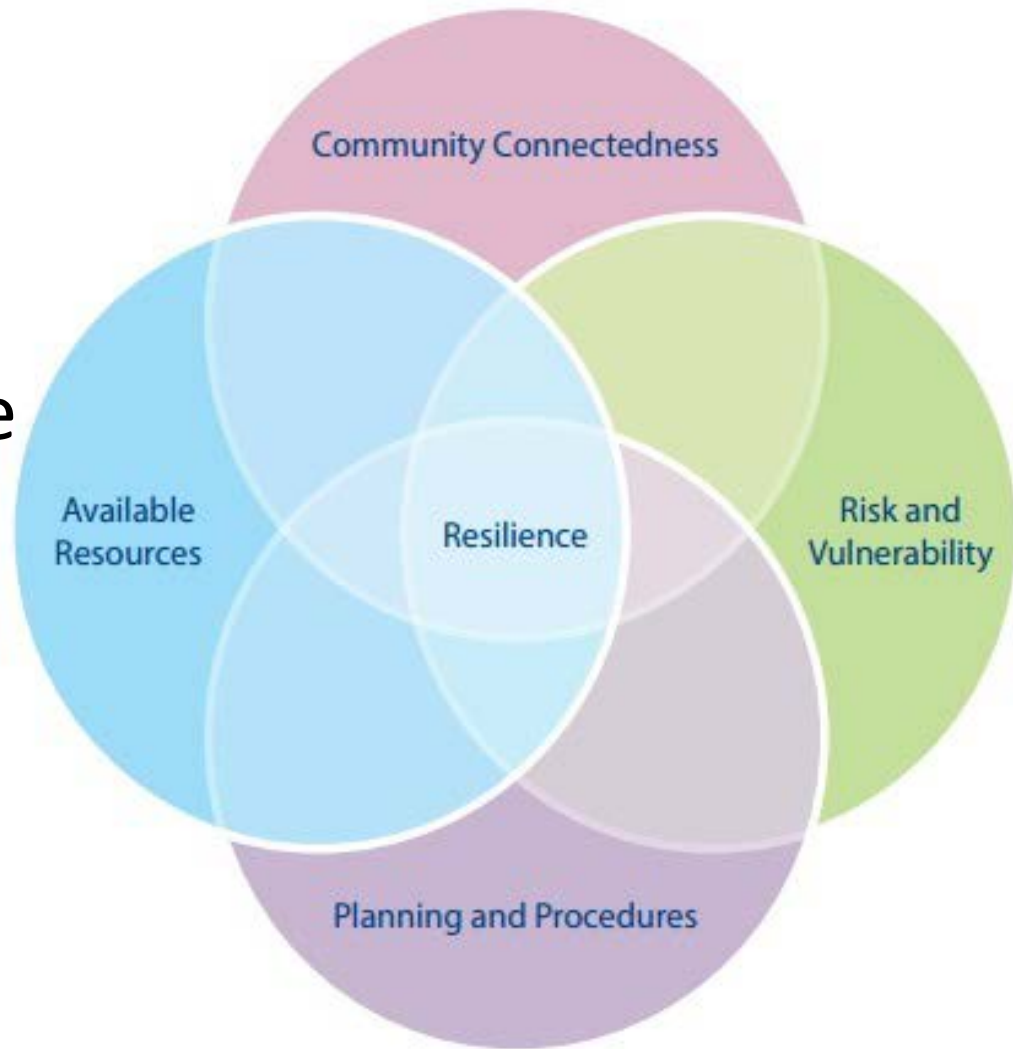 Community Connectedness
e
Available
Resources
Resilience
Risk and
Vulnerability
Planning and Procedures